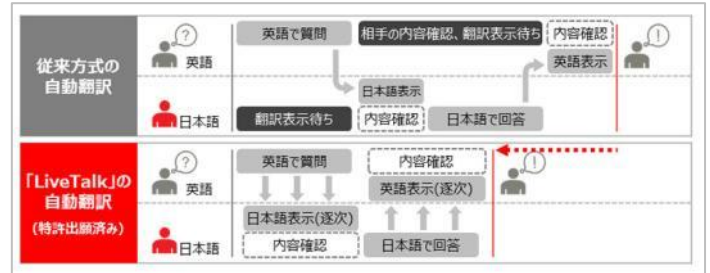 従来方式の
自動翻訳
?
英語
英語で質問
相手の内容確認、翻訳表示待ち
内容確認
英語表示
!
日本語
翻訳表示待ち
日本語表示
内容確認
日本語で回答
「LiveTalk」の
自動翻訳
(特許出願済み)
?
英語
英語で質問
内容確認
英語表示(逐次)
!
日本語
日本語表示(逐次)
内容確認
日本語で回答